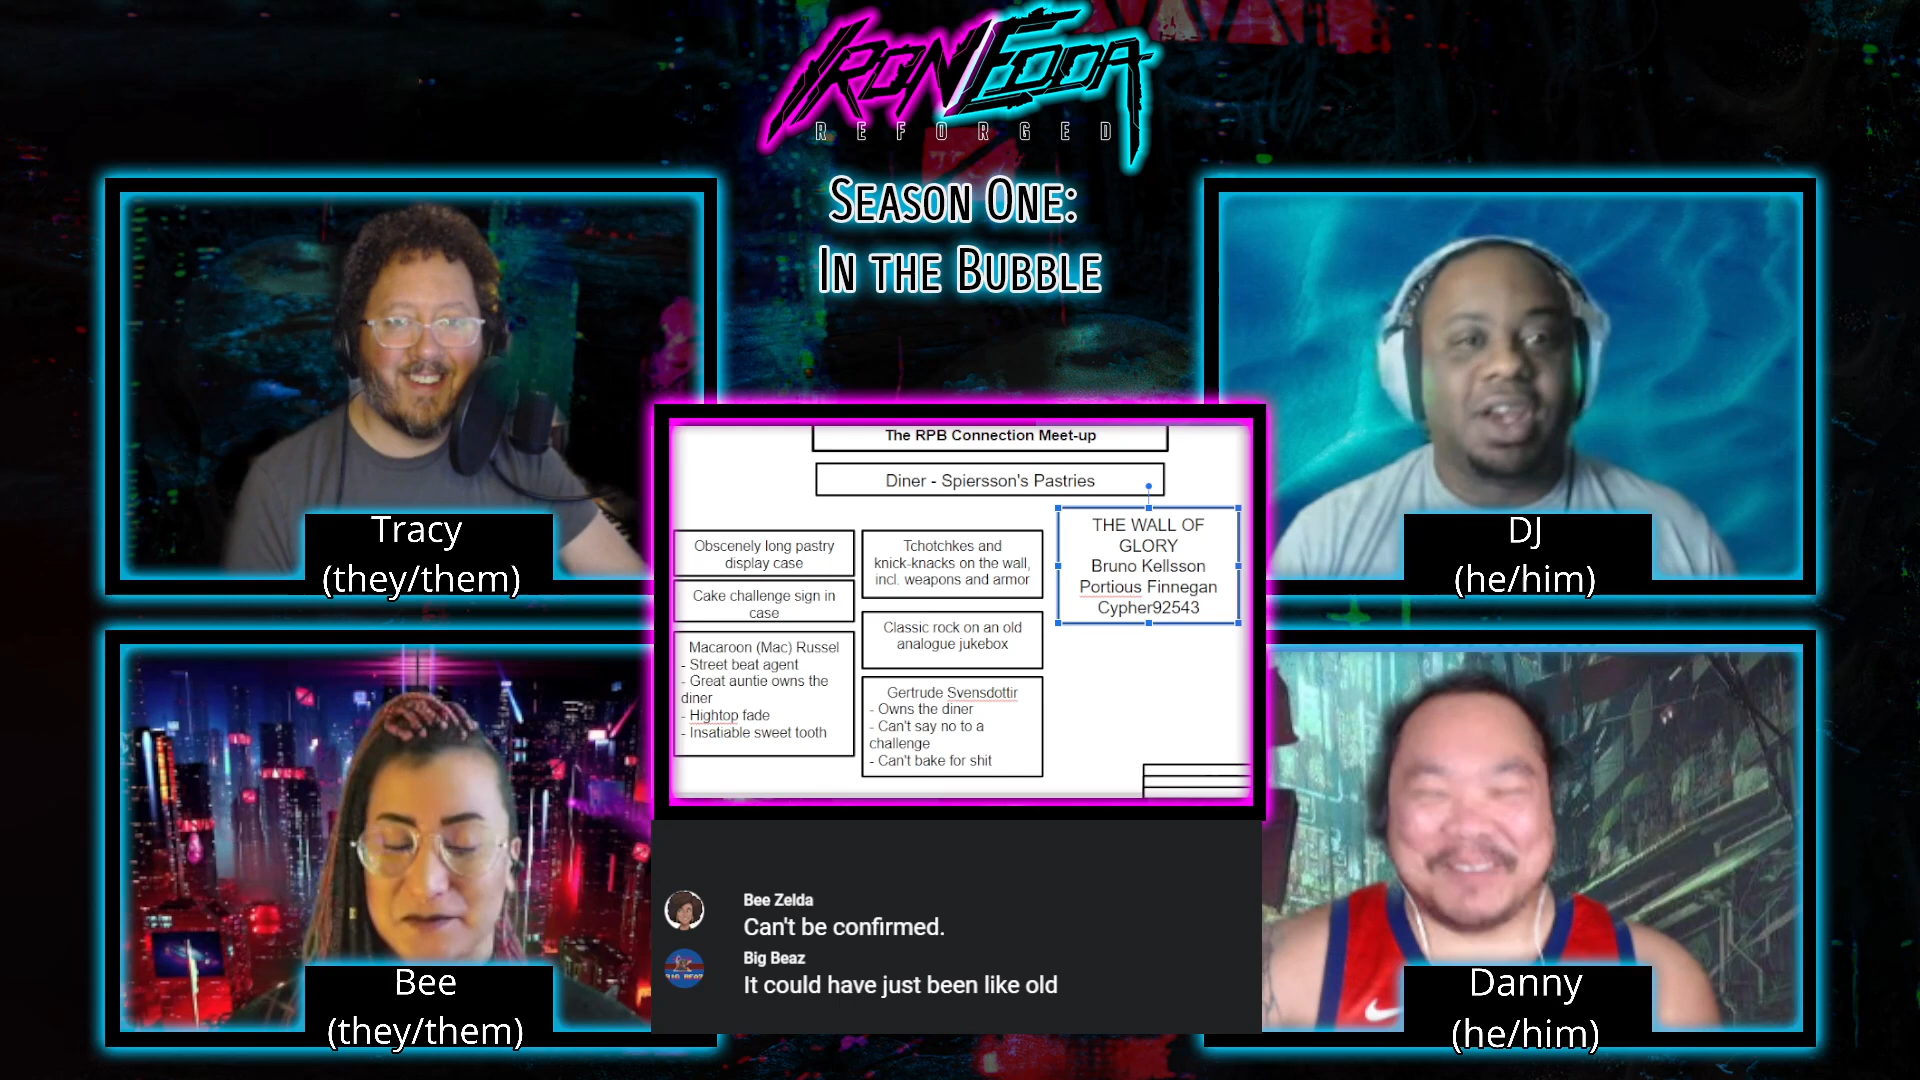 IRON EDDA
REFORGED
SEASON ONE:
IN THE BUBBLE
Tracy
(they/them)
DJ
(he/him)
The RPB Connection Meet-up
Diner - Spiersson's Pastries
Obscenely long pastry
display case
Cake challenge sign in
case
Macaroon (Mac) Russel
- Street beat agent
- Great auntie owns the
diner
- Hightop fade
- Insatiable sweet tooth
Tchotchkes and
knick-knacks on the wall,
incl. weapons and armor
Classic rock on an old
analogue jukebox
Gertrude Svensdottir
- Owns the diner
- Can't say no to a
challenge
- Can't bake for shit
THE WALL OF
GLORY
Bruno Kellsson
Portious Finnegan
Cypher92543
Bee
(they/them)
Bee Zelda
Can't be confirmed.
Big Beaz
BIG BEAZ
It could have just been like old
Danny
(he/him)